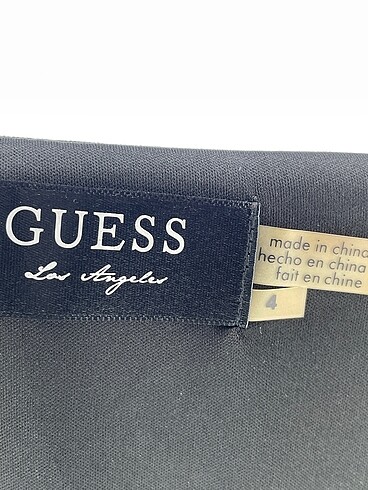 GUESS
Los Angeles
made in china
hecho en china
fait en chine
4